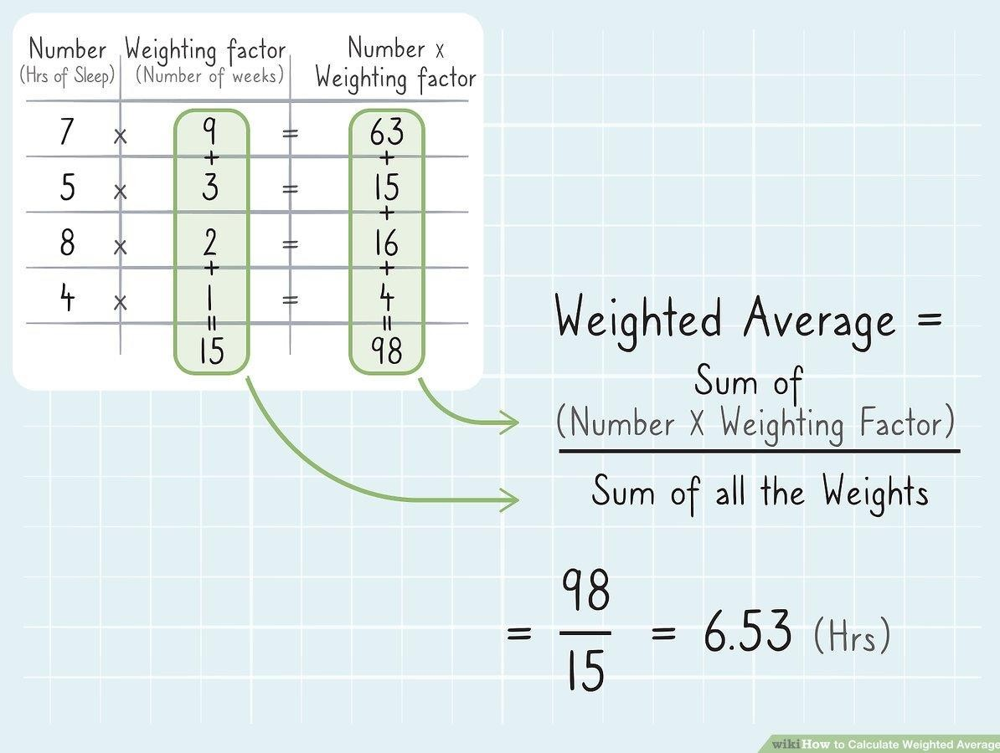 Number Weighting factor Number x
(Hrs of Sleep) (Number of weeks) Weighting factor
7 x 9 = 63
+ +
5 x 3 = 15
+ +
8 x 2 = 16
+ +
4 x 1 = 4
= =
15 98
Weighted Average =
Sum of
(Number X Weighting Factor)
Sum of all the Weights
98
= = 6.53 (Hrs)
15
wikiHow to Calculate Weighted Average